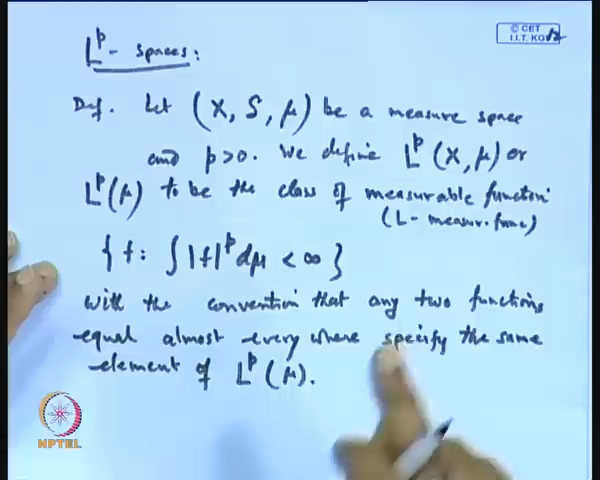 L^p - spaces:
© CET
I.I.T. KGP
Def. Let (X, S, μ) be a measure space
and p>0. We define L^p(X, μ) or
L^p(μ) to be the class of measurable function
(L-measur. func)
{ f: ∫|f|^p dμ < ∞ }
with the convention that any two functions
equal almost every where specify the same
element of L^p(μ).
NPTEL